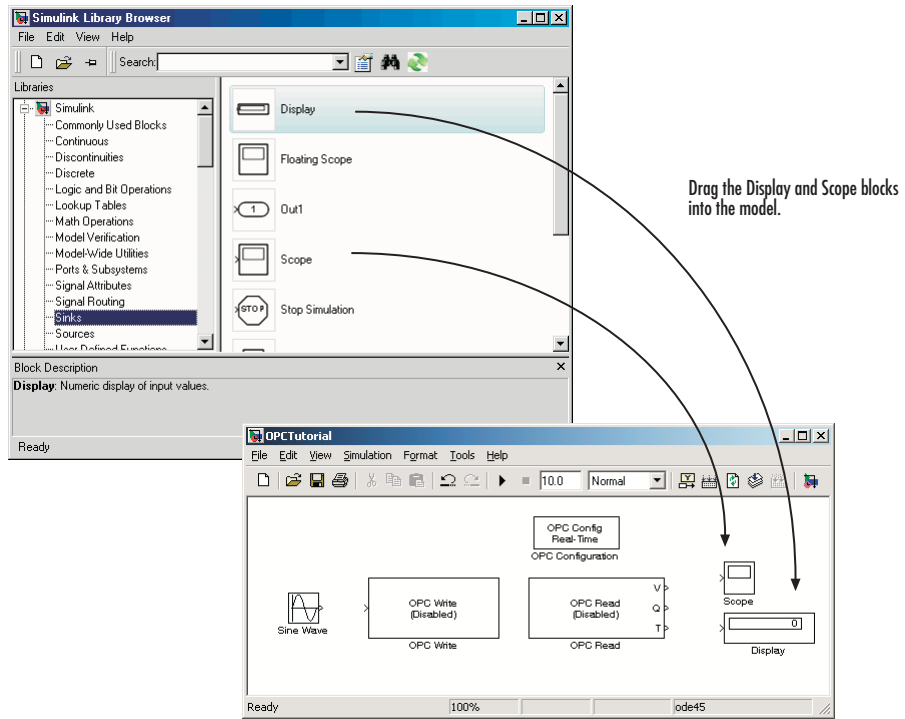 Simulink Library Browser
File Edit View Help
Search:
Libraries
Simulink
Commonly Used Blocks
Continuous
Discontinuities
Discrete
Logic and Bit Operations
Lookup Tables
Math Operations
Model Verification
Model-Wide Utilities
Ports & Subsystems
Signal Attributes
Signal Routing
Sinks
Sources
User-Defined Functions
Display
Floating Scope
1
Out1
Scope
STOP
Stop Simulation
Block Description
Display: Numeric display of input values.
Ready
Drag the Display and Scope blocks
into the model.
OPCTutorial
File Edit View Simulation Format Tools Help
10.0 Normal
OPC Config
Real-Time
OPC Configuration
Sine Wave
OPC Write
(Disabled)
OPC Write
OPC Read
(Disabled)
V
Q
T
OPC Read
Scope
0
Display
Ready 100% ode45